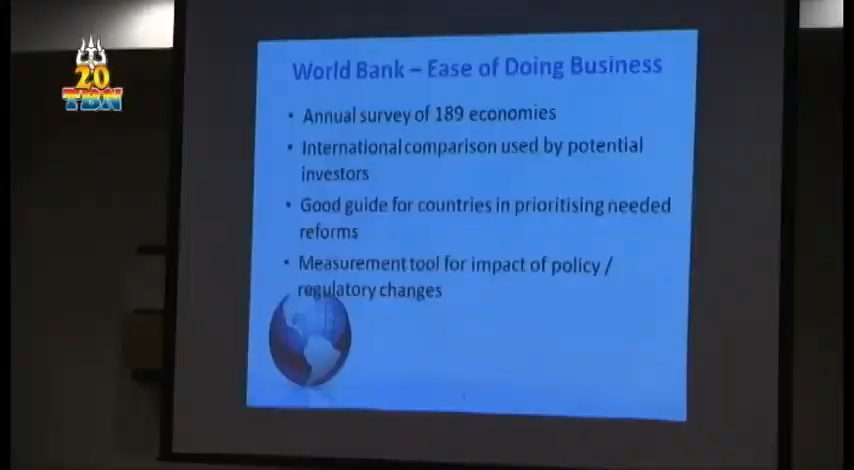 20
TBN
World Bank – Ease of Doing Business
• Annual survey of 189 economies
• International comparison used by potential
investors
• Good guide for countries in prioritising needed
reforms
• Measurement tool for impact of policy /
regulatory changes